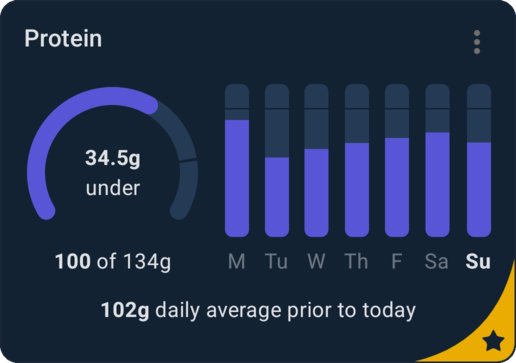 Protein
34.5g
under
100 of 134g
M Tu W Th F Sa Su
102g daily average prior to today